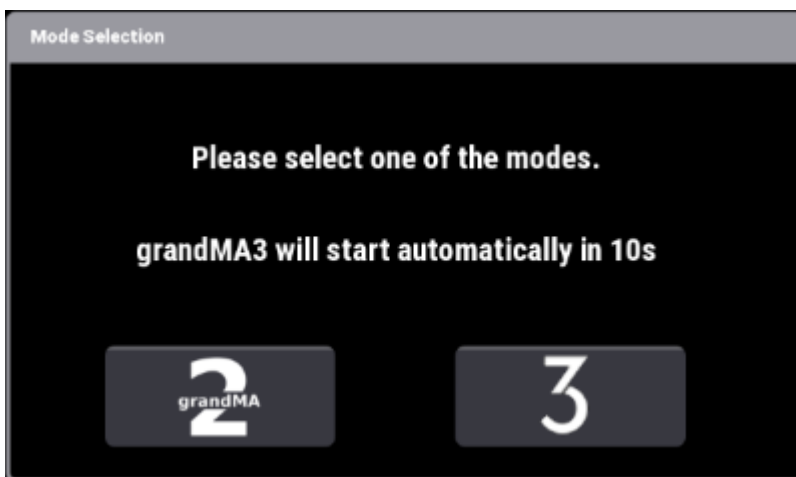 Mode Selection
Please select one of the modes.
grandMA3 will start automatically in 10s
2
grandMA
3